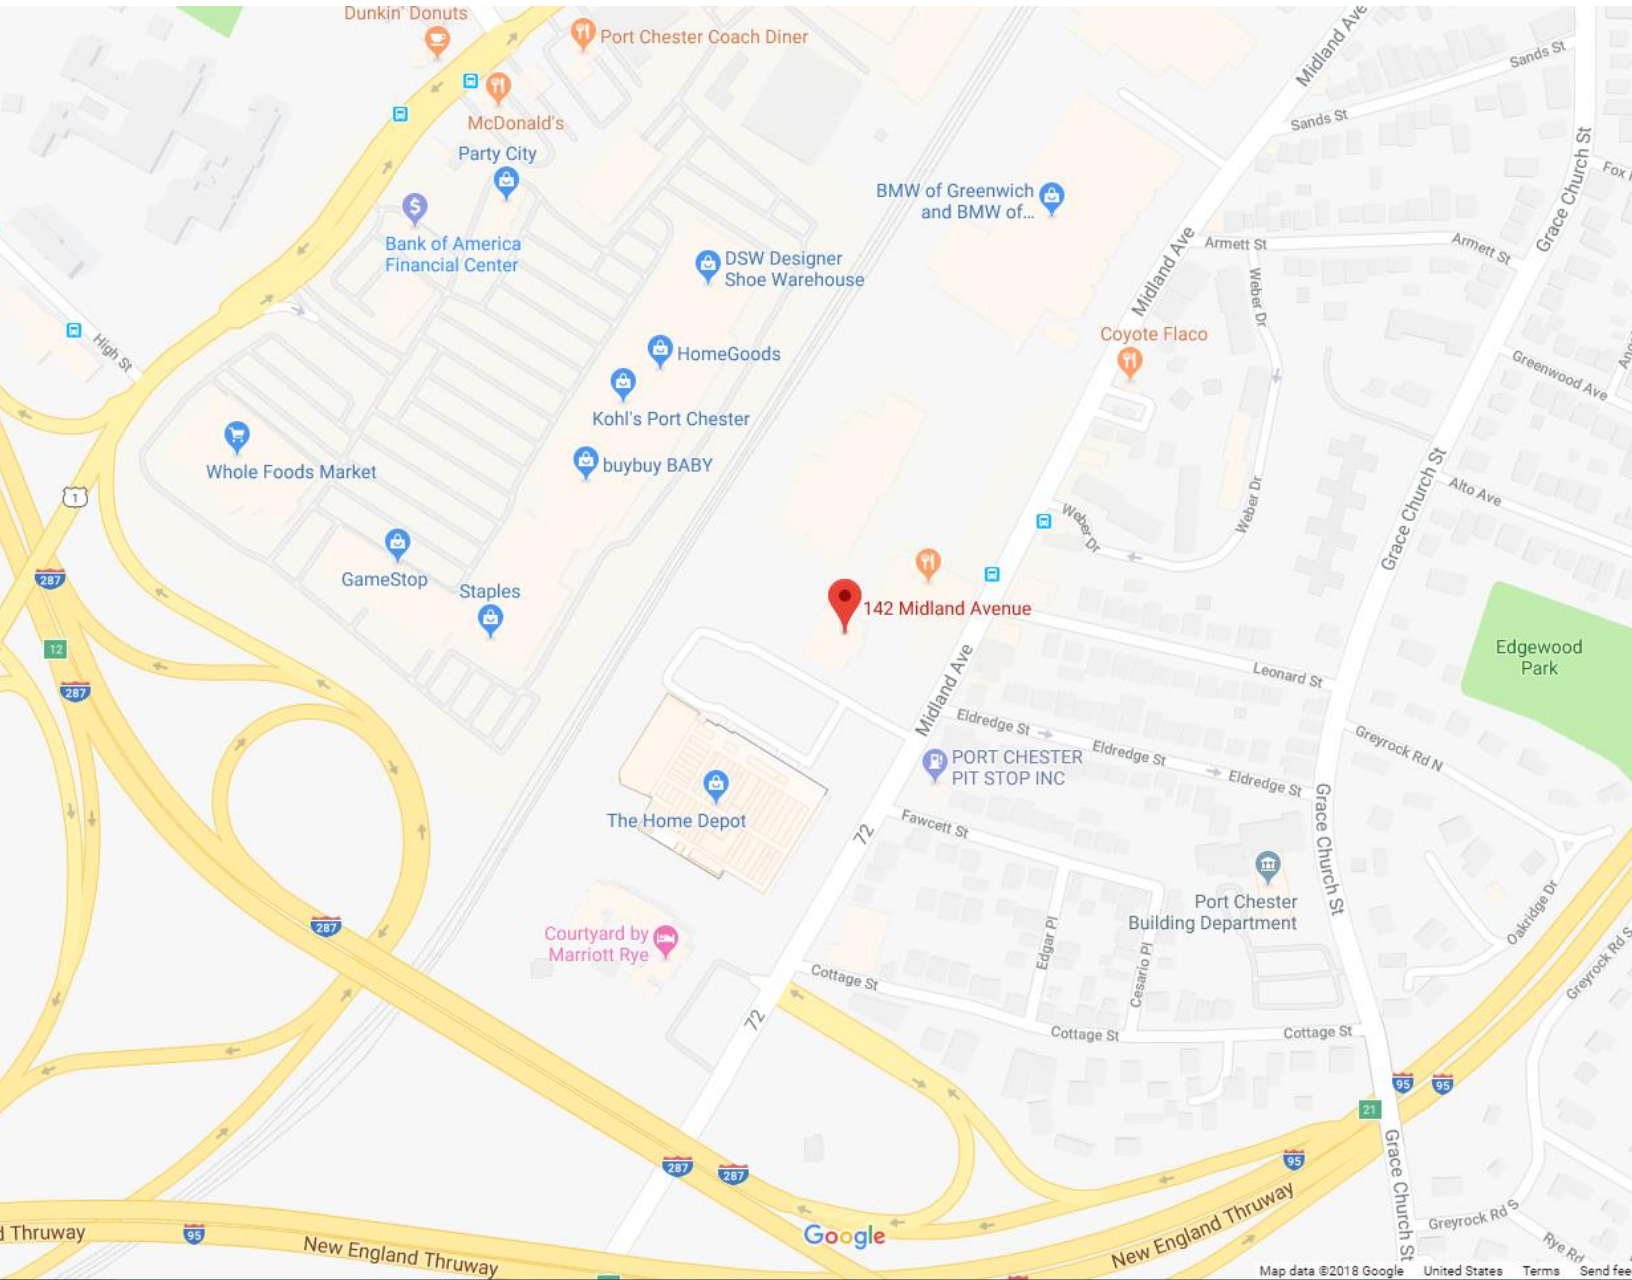 Dunkin' Donuts
Port Chester Coach Diner
Midland Ave
Sands St
McDonald's
Sands St
Party City
Grace Church St
BMW of Greenwich
and BMW of...
$
Bank of America
Financial Center
Armett St
Armett St
Midland Ave
DSW Designer
Shoe Warehouse
Weber Dr
High St
Coyote Flaco
HomeGoods
Greenwood Ave
Kohl's Port Chester
buybuy BABY
Whole Foods Market
Grace Church St
Alto Ave
1
Weber Dr
Weber Dr
287
GameStop
Staples
142 Midland Avenue
12
287
Edgewood
Park
Leonard St
Midland Ave
Eldredge St
Eldredge St
Eldredge St
Greyrock Rd N
PORT CHESTER
PIT STOP INC
The Home Depot
72
Fawcett St
Grace Church St
Port Chester
Building Department
287
Courtyard by
Marriott Rye
Edgar Pl
Cesario Pl
Oakridge Dr
Greyrock Rd S
Cottage St
72
Cottage St
Cottage St
95
95
21
287
287
95
Grace Church St
New England Thruway
Greyrock Rd S
Thruway
95
New England Thruway
Google
Rye Rd
Map data ©2018 Google United States Terms Send fee